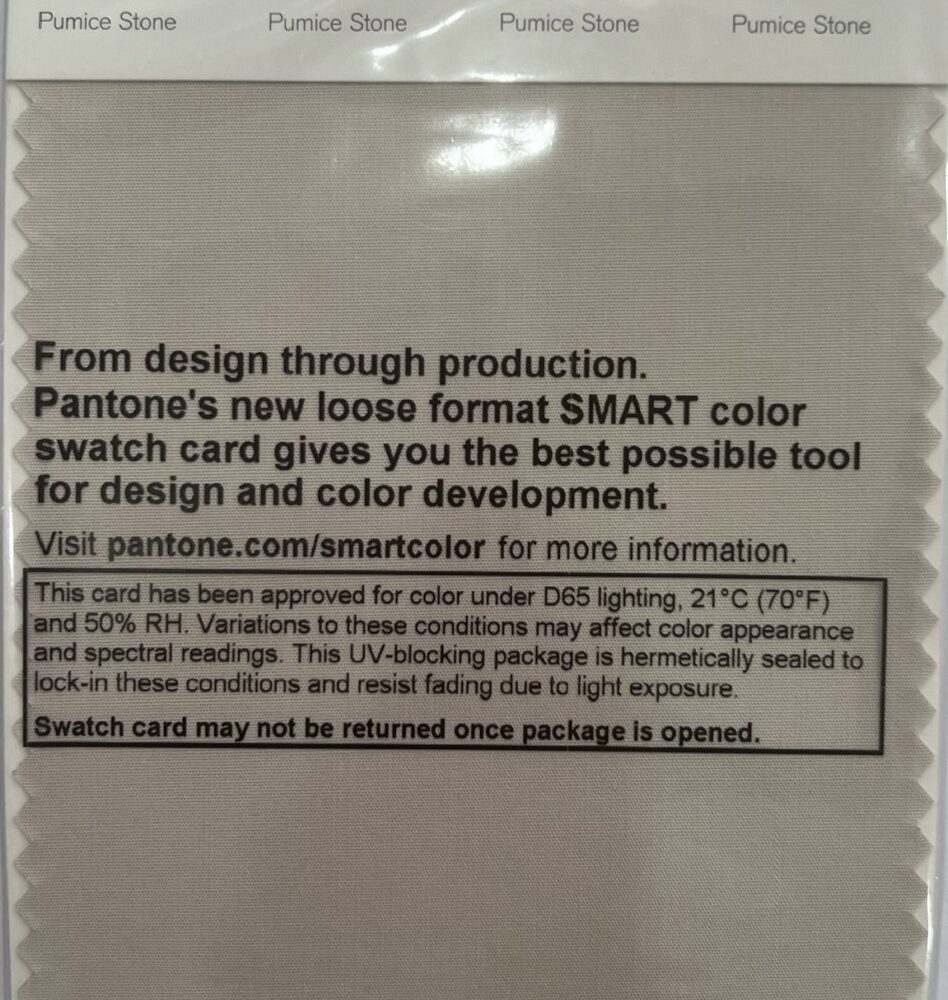 Pumice Stone Pumice Stone Pumice Stone Pumice Stone
From design through production.
Pantone's new loose format SMART color
swatch card gives you the best possible tool
for design and color development.
Visit pantone.com/smartcolor for more information.
This card has been approved for color under D65 lighting, 21°C (70°F)
and 50% RH. Variations to these conditions may affect color appearance
and spectral readings. This UV-blocking package is hermetically sealed to
lock-in these conditions and resist fading due to light exposure.
Swatch card may not be returned once package is opened.